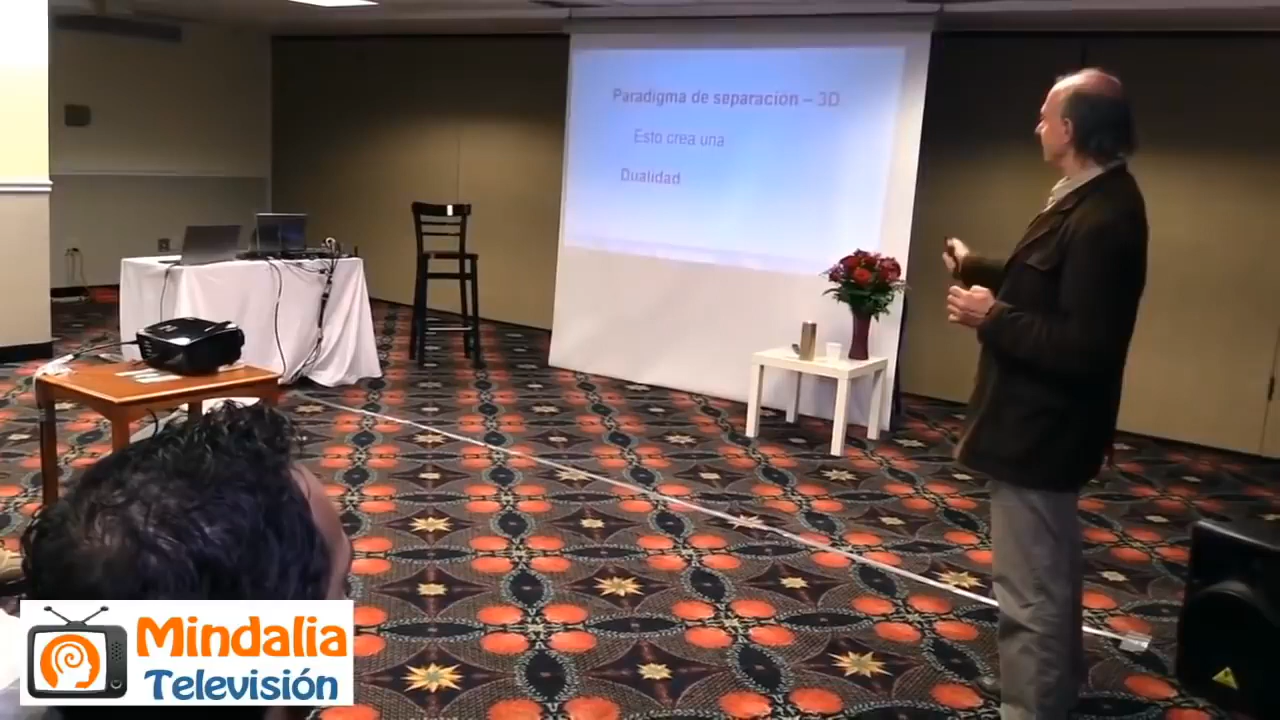 Paradigma de separación – 3D
Esto crea una
Dualidad
Mindalia
Televisión